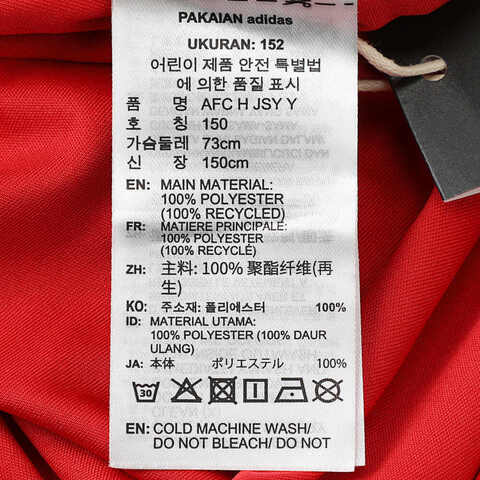 PAKAIAN adidas
UKURAN: 152
어린이 제품 안전 특별법
에 의한 품질 표시
품 명 AFC H JSY Y
호 칭 150
가슴둘레 73cm
신 장 150cm
EN: MAIN MATERIAL:
100% POLYESTER
(100% RECYCLED)
FR: MATIERE PRINCIPALE:
100% POLYESTER
(100% RECYCLÉ)
ZH: 主料: 100% 聚酯纤维(再
生)
KO: 주소재: 폴리에스터 100%
ID: MATERIAL UTAMA:
100% POLYESTER (100% DAUR
ULANG)
JA: 本体 ポリエステル 100%
30
EN: COLD MACHINE WASH/
DO NOT BLEACH/ DO NOT